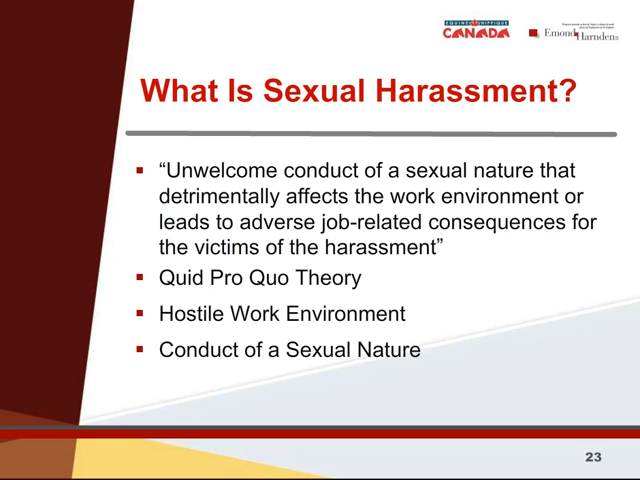 EQUINE HIPPIQUE
CANADA
Emond Harnden
What Is Sexual Harassment?
“Unwelcome conduct of a sexual nature that
detrimentally affects the work environment or
leads to adverse job-related consequences for
the victims of the harassment”
Quid Pro Quo Theory
Hostile Work Environment
Conduct of a Sexual Nature
23